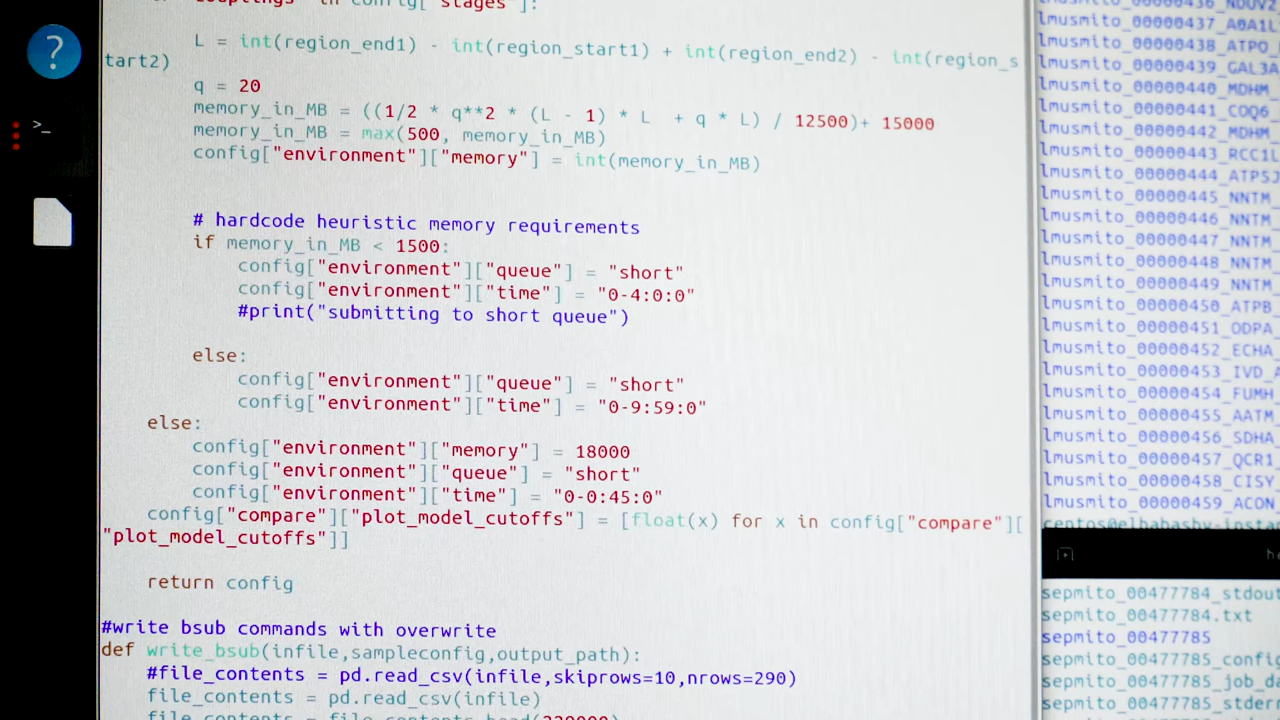 "couplings" in config["stages"]:
L = int(region_end1) - int(region_start1) + int(region_end2) - int(region_s
tart2)
q = 20
memory_in_MB = ((1/2 * q**2 * (L - 1) * L  + q * L) / 12500)+ 15000
memory_in_MB = max(500, memory_in_MB)
config["environment"]["memory"] = int(memory_in_MB)
# hardcode heuristic memory requirements
if memory_in_MB < 1500:
config["environment"]["queue"] = "short"
config["environment"]["time"] = "0-4:0:0"
#print("submitting to short queue")
else:
config["environment"]["queue"] = "short"
config["environment"]["time"] = "0-9:59:0"
else:
config["environment"]["memory"] = 18000
config["environment"]["queue"] = "short"
config["environment"]["time"] = "0-0:45:0"
config["compare"]["plot_model_cutoffs"] = [float(x) for x in config["compare"][
"plot_model_cutoffs"]]
return config
#write bsub commands with overwrite
def write_bsub(infile,sampleconfig,output_path):
#file_contents = pd.read_csv(infile,skiprows=10,nrows=290)
file_contents = pd.read_csv(infile)
?
>_
lmusmito_00000436_NDUV2
lmusmito_00000437_A0A1L
lmusmito_00000438_ATPO
lmusmito_00000439_GAL3A
lmusmito_00000440_MDHM
lmusmito_00000441_COQ6
lmusmito_00000442_MDHM
lmusmito_00000443_RCC1L
lmusmito_00000444_ATP5J
lmusmito_00000445_NNTM
lmusmito_00000446_NNTM
lmusmito_00000447_NNTM
lmusmito_00000448_NNTM
lmusmito_00000449_NNTM
lmusmito_00000450_ATPB
lmusmito_00000451_ODPA
lmusmito_00000452_ECHA
lmusmito_00000453_IVD_
lmusmito_00000454_FUMH
lmusmito_00000455_AATM
lmusmito_00000456_SDHA
lmusmito_00000457_QCR1
lmusmito_00000458_CISY
lmusmito_00000459_ACON
sepmito_00477784_stdout
sepmito_00477784.txt
sepmito_00477785
sepmito_00477785_config
sepmito_00477785_job_da
sepmito_00477785_stderr